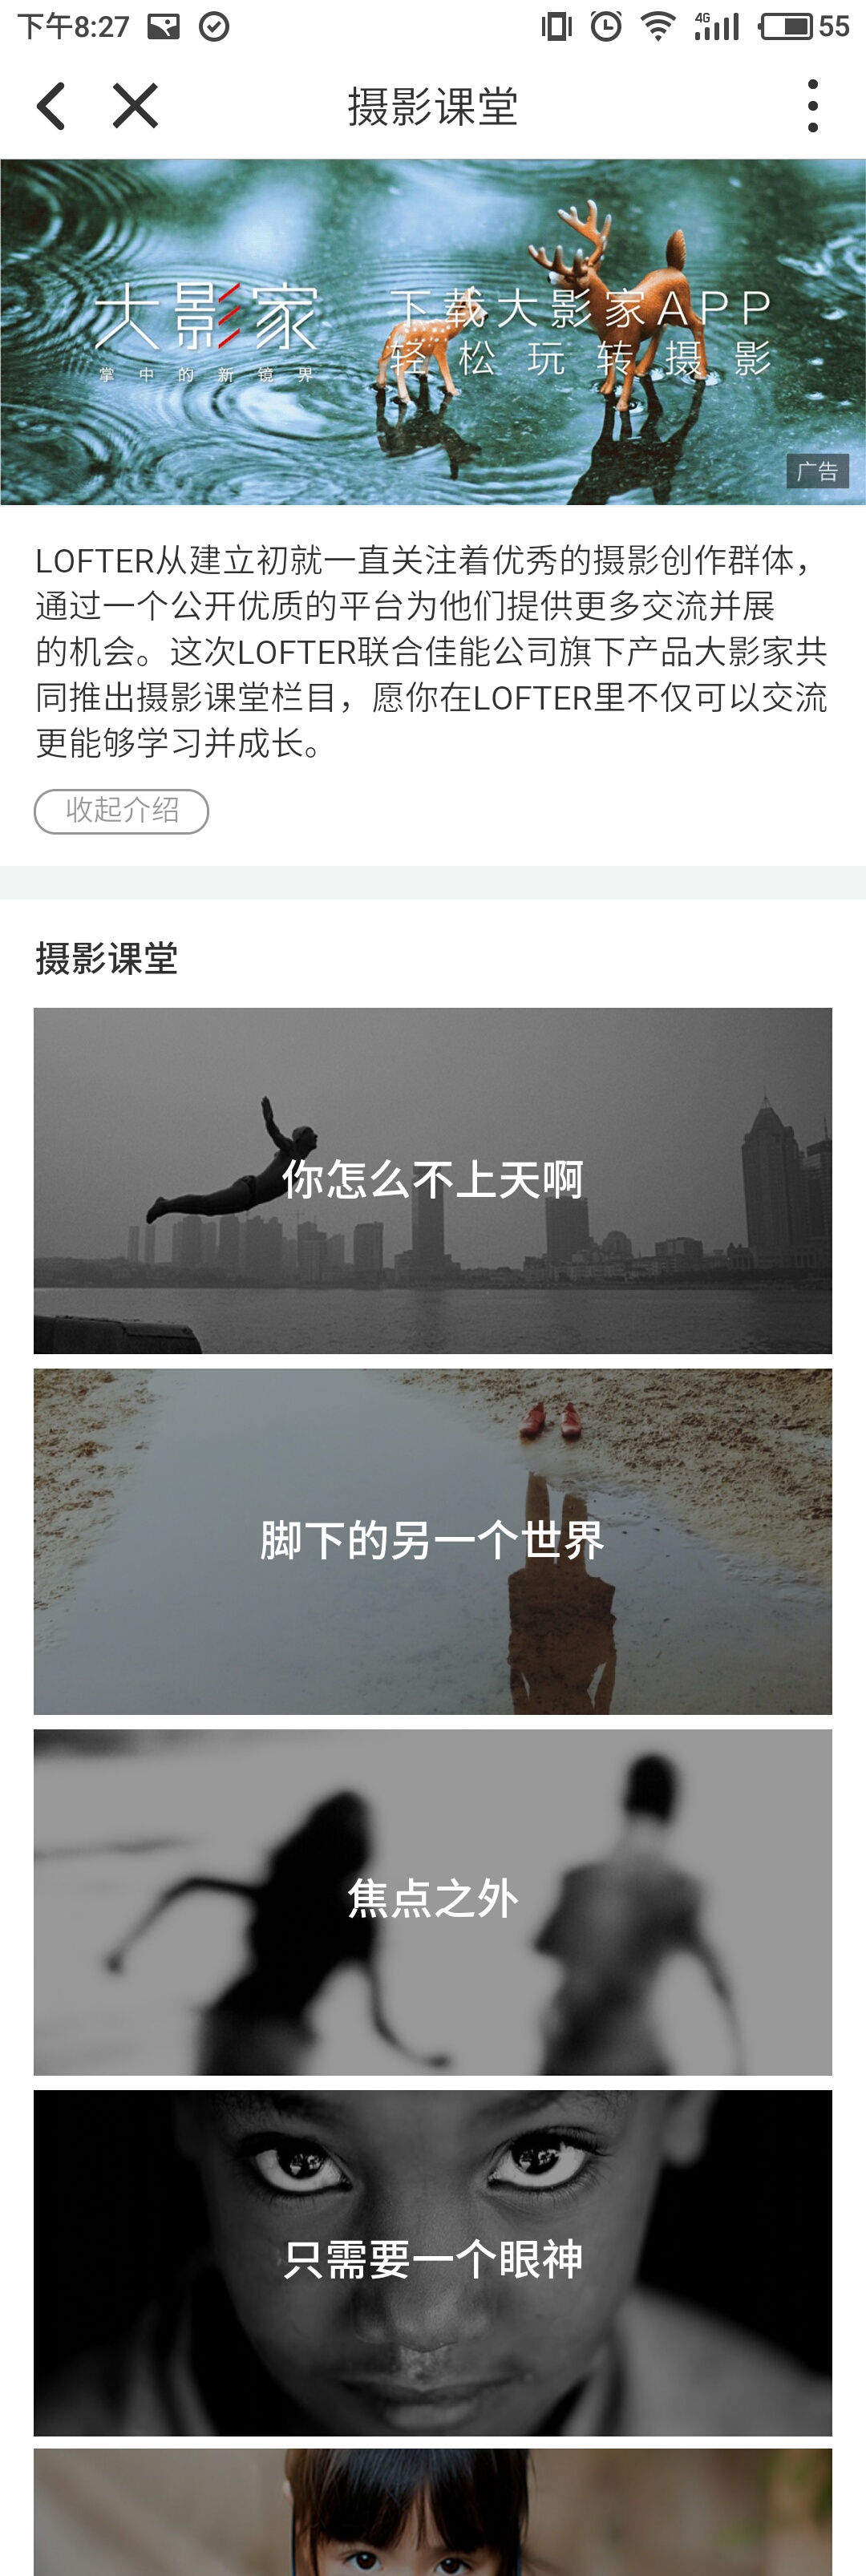 下午8:27
4G
55
摄影课堂
大影家
掌中的新镜界
下载大影家APP
轻松玩转摄影
广告
LOFTER从建立初就一直关注着优秀的摄影创作群体，
通过一个公开优质的平台为他们提供更多交流并展
的机会。这次LOFTER联合佳能公司旗下产品大影家共
同推出摄影课堂栏目，愿你在LOFTER里不仅可以交流
更能够学习并成长。
收起介绍
摄影课堂
你怎么不上天啊
脚下的另一个世界
焦点之外
只需要一个眼神